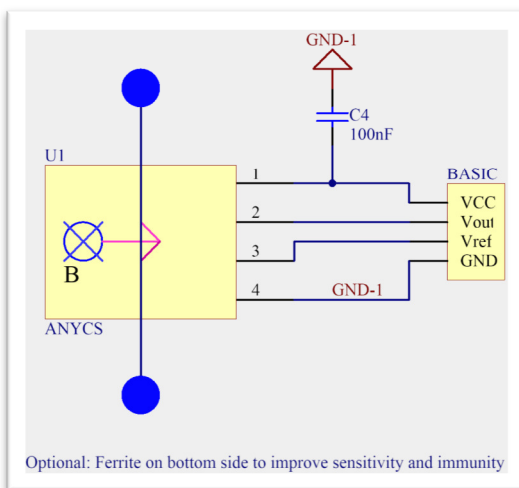 GND-1
C4
100nF
U1
1
BASIC
VCC
2
Vout
Vref
3
GND
B
4
GND-1
ANYCS
Optional: Ferrite on bottom side to improve sensitivity and immunity